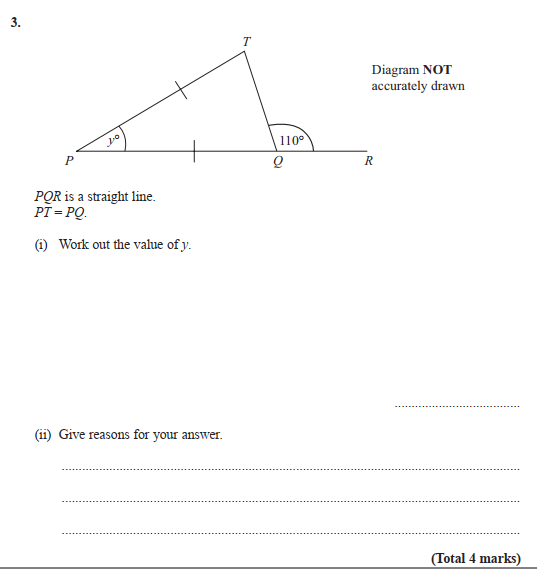 3.
T
Diagram NOT
accurately drawn
y°
110°
P
Q
R
PQR is a straight line.
PT = PQ.
(i) Work out the value of y.
....................................
(ii) Give reasons for your answer.
....................................................................................................................
....................................................................................................................
....................................................................................................................
(Total 4 marks)